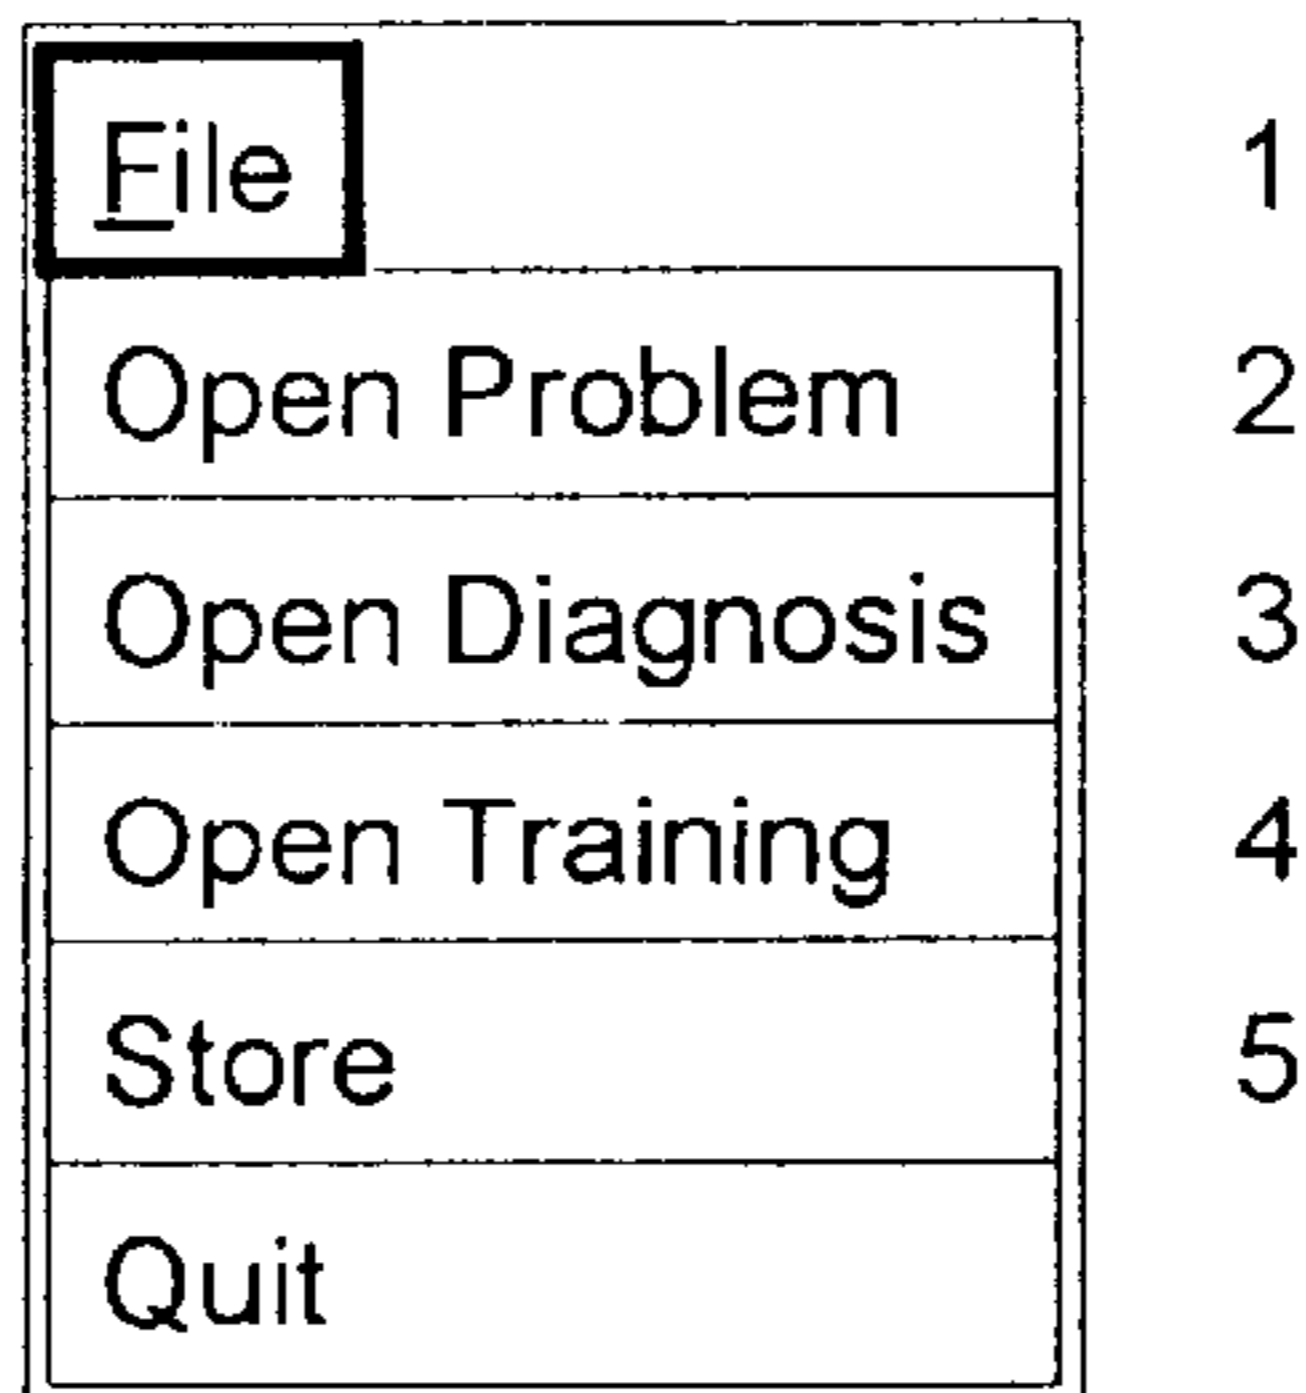 File 1
Open Problem 2
Open Diagnosis 3
Open Training 4
Store 5
Quit